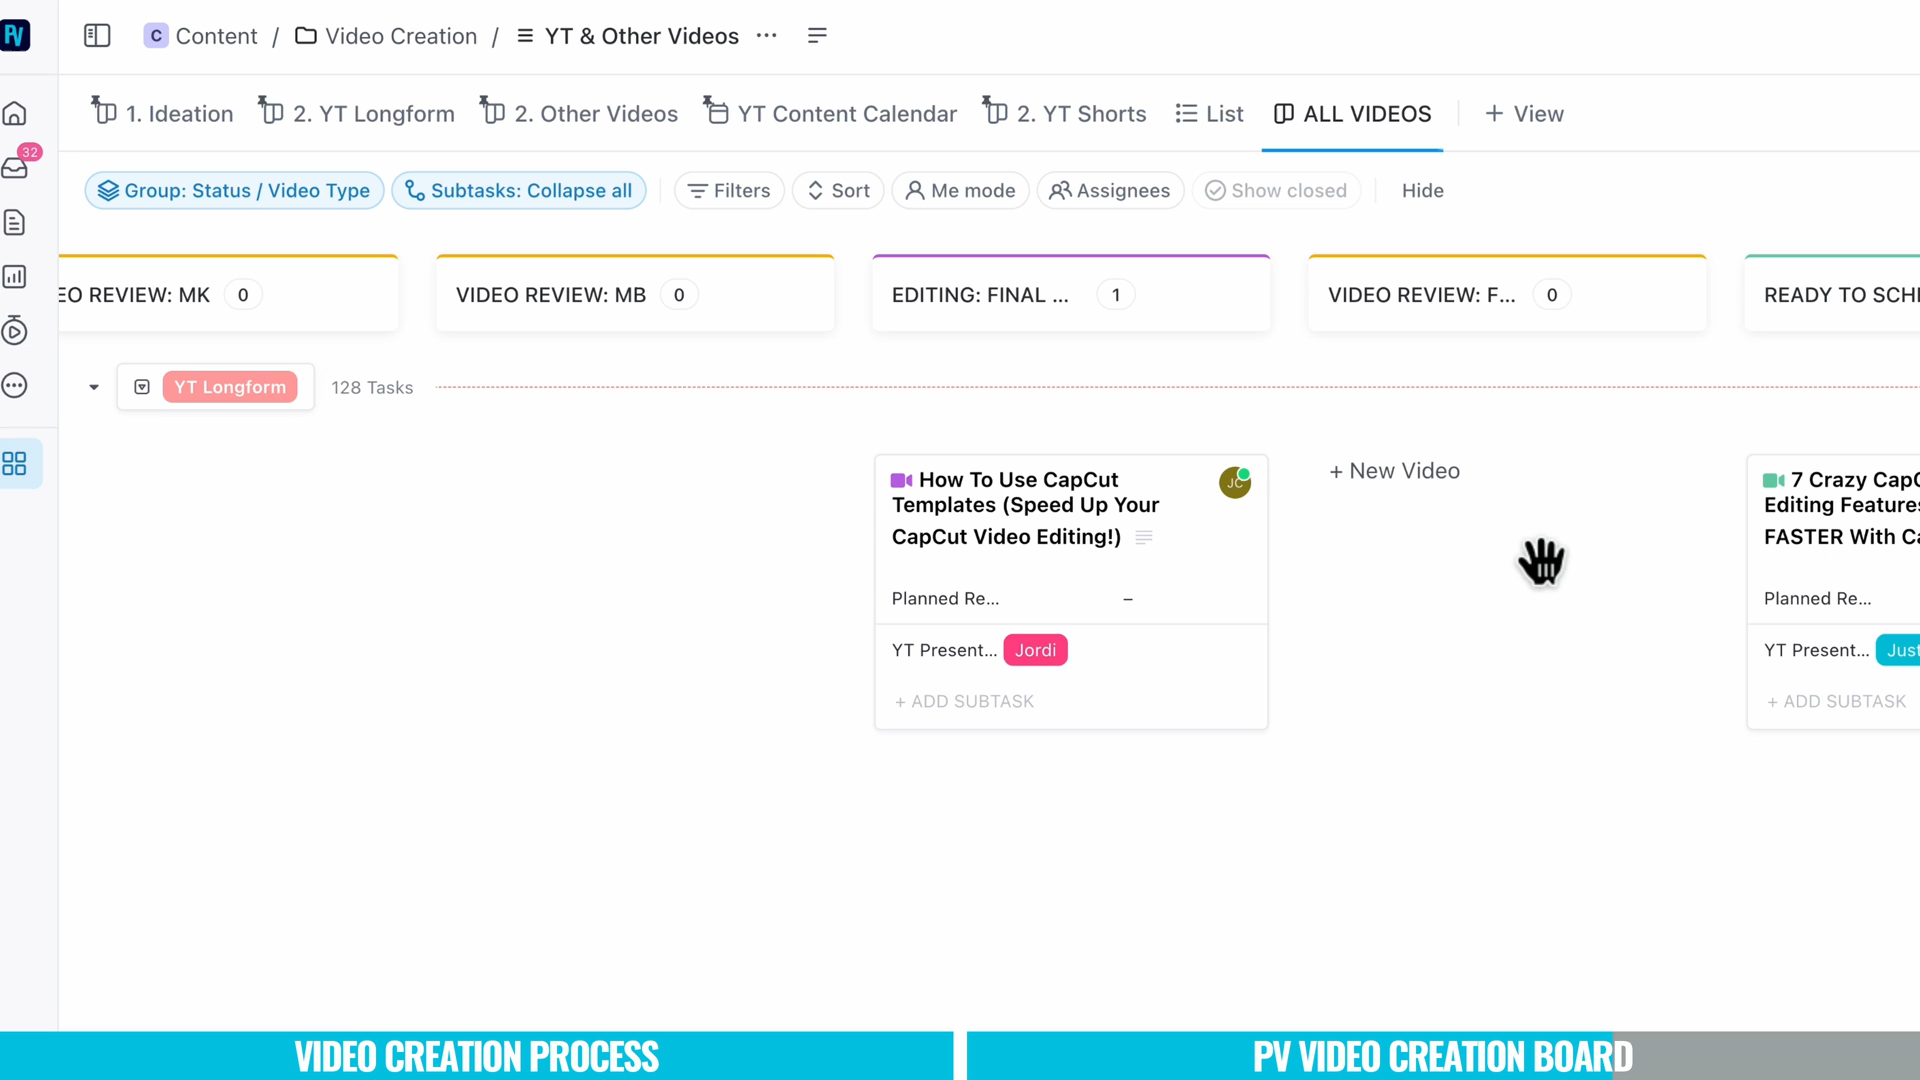 PV
C Content / Video Creation / YT & Other Videos
1. Ideation
2. YT Longform
2. Other Videos
YT Content Calendar
2. YT Shorts
List
ALL VIDEOS
+ View
32
Group: Status / Video Type
Subtasks: Collapse all
Filters
Sort
Me mode
Assignees
Show closed
Hide
EO REVIEW: MK 0
VIDEO REVIEW: MB 0
EDITING: FINAL ... 1
VIDEO REVIEW: F... 0
READY TO SCHE
YT Longform 128 Tasks
How To Use CapCut
Templates (Speed Up Your
CapCut Video Editing!)
JC
Planned Re... –
YT Present... Jordi
+ ADD SUBTASK
+ New Video
7 Crazy CapC
Editing Features
FASTER With Ca
Planned Re...
YT Present... Just
+ ADD SUBTASK
VIDEO CREATION PROCESS
PV VIDEO CREATION BOARD